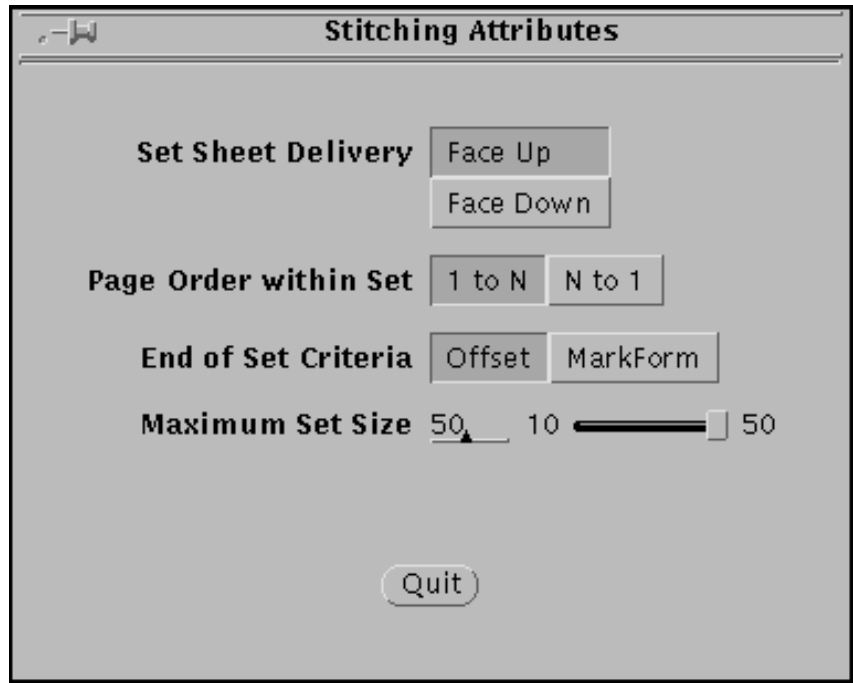 Stitching Attributes
Set Sheet Delivery Face Up
Face Down
Page Order within Set 1 to N N to 1
End of Set Criteria Offset MarkForm
Maximum Set Size 50 10 50
Quit